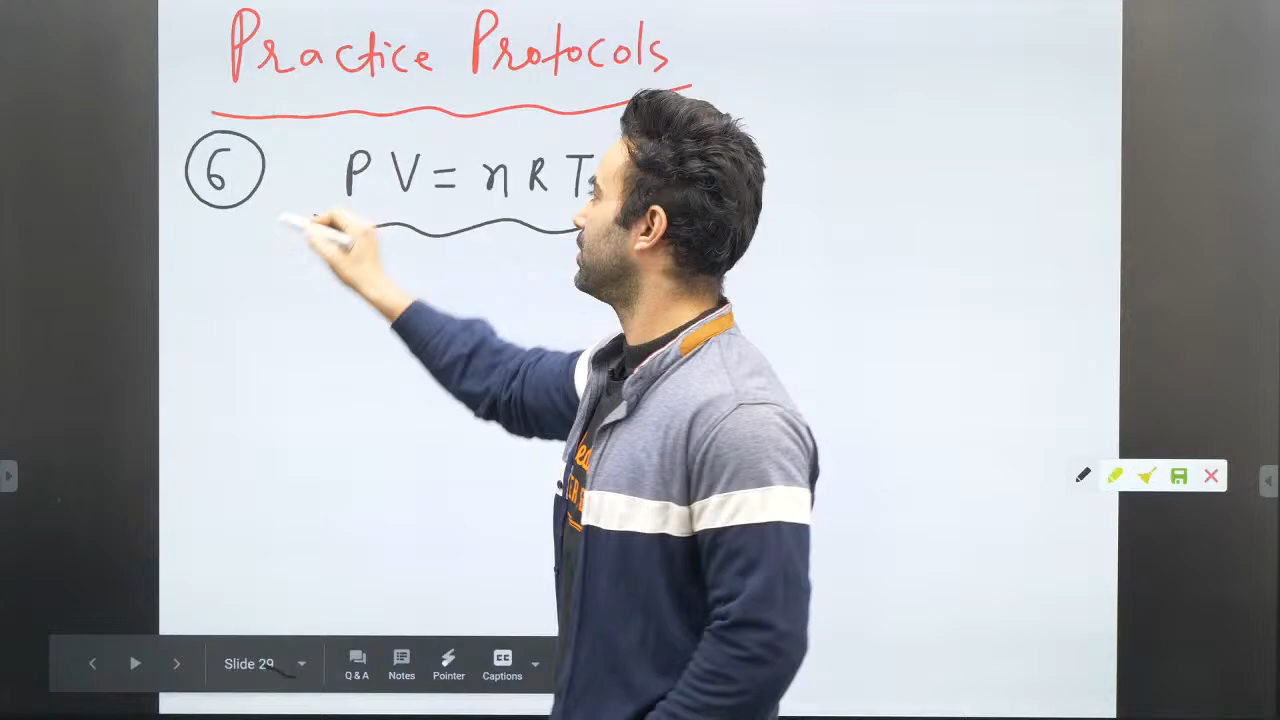 Practice Protocols
6 PV = nRT
Slide 29
Q & A Notes Pointer Captions